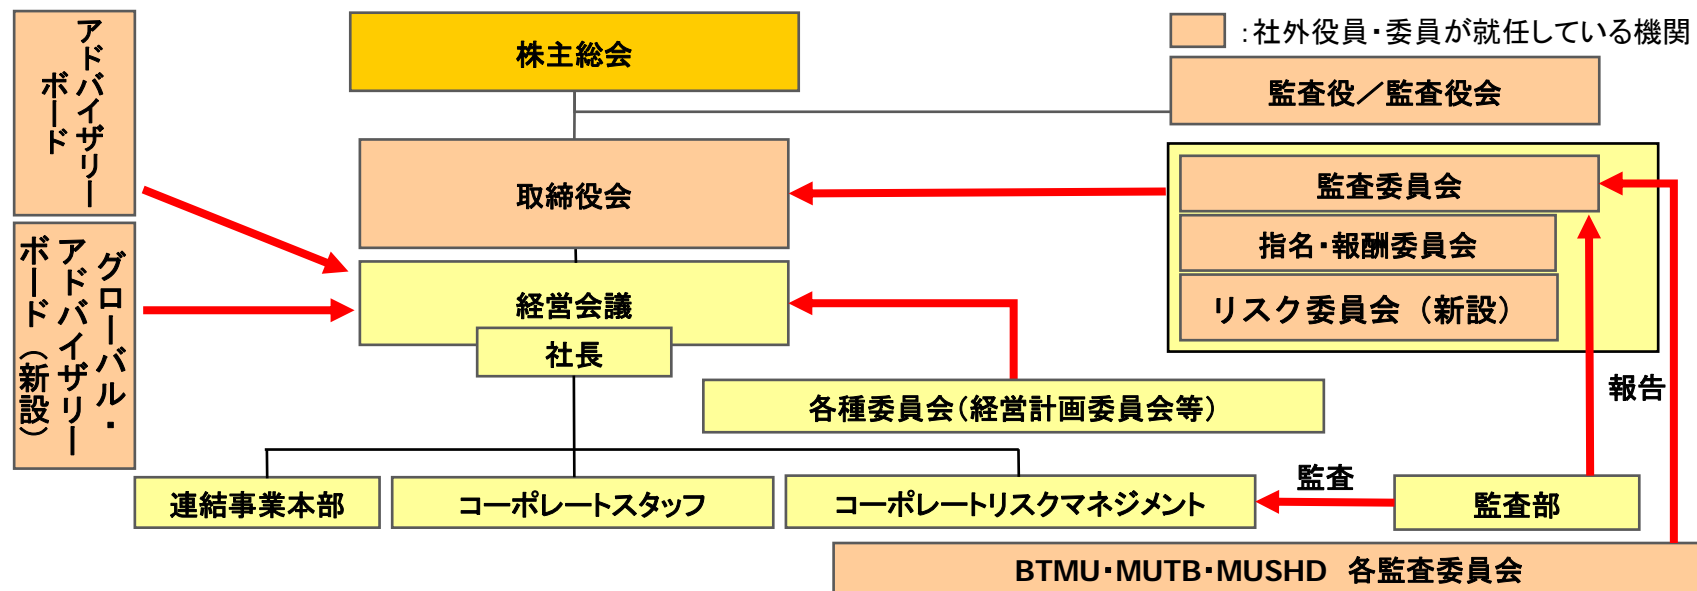 アドバイザリー
ボード
株主総会
：社外役員・委員が就任している機関
監査役／監査役会
取締役会
監査委員会
指名・報酬委員会
リスク委員会（新設）
グローバル・
アドバイザリー
ボード（新設）
経営会議
社長
各種委員会（経営計画委員会等）
報告
連結事業本部
コーポレートスタッフ
コーポレートリスクマネジメント
監査
監査部
BTMU・MUTB・MUSHD 各監査委員会